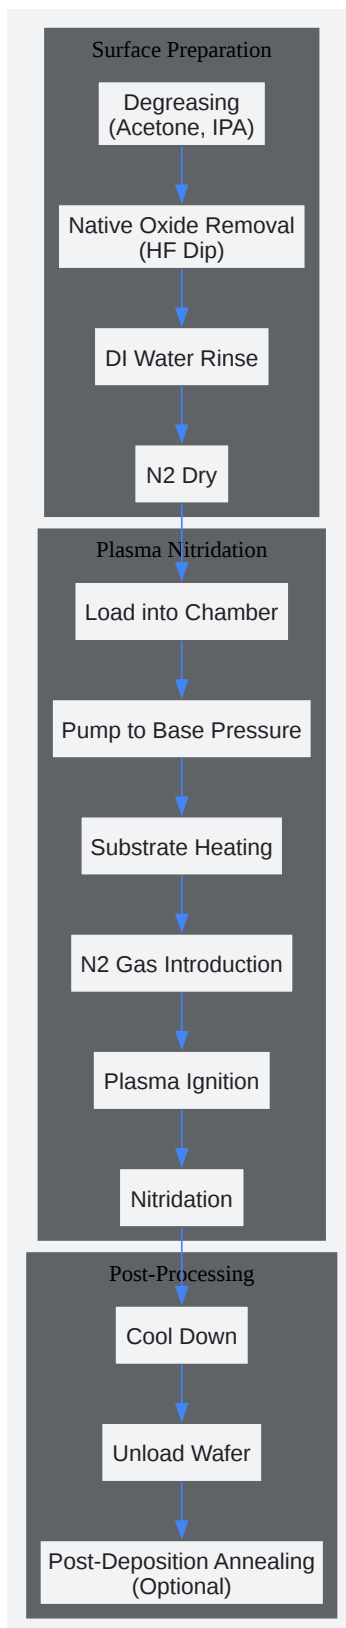 Surface Preparation
Degreasing
(Acetone, IPA)
Native Oxide Removal
(HF Dip)
DI Water Rinse
N2 Dry
Plasma Nitridation
Load into Chamber
Pump to Base Pressure
Substrate Heating
N2 Gas Introduction
Plasma Ignition
Nitridation
Post-Processing
Cool Down
Unload Wafer
Post-Deposition Annealing
(Optional)